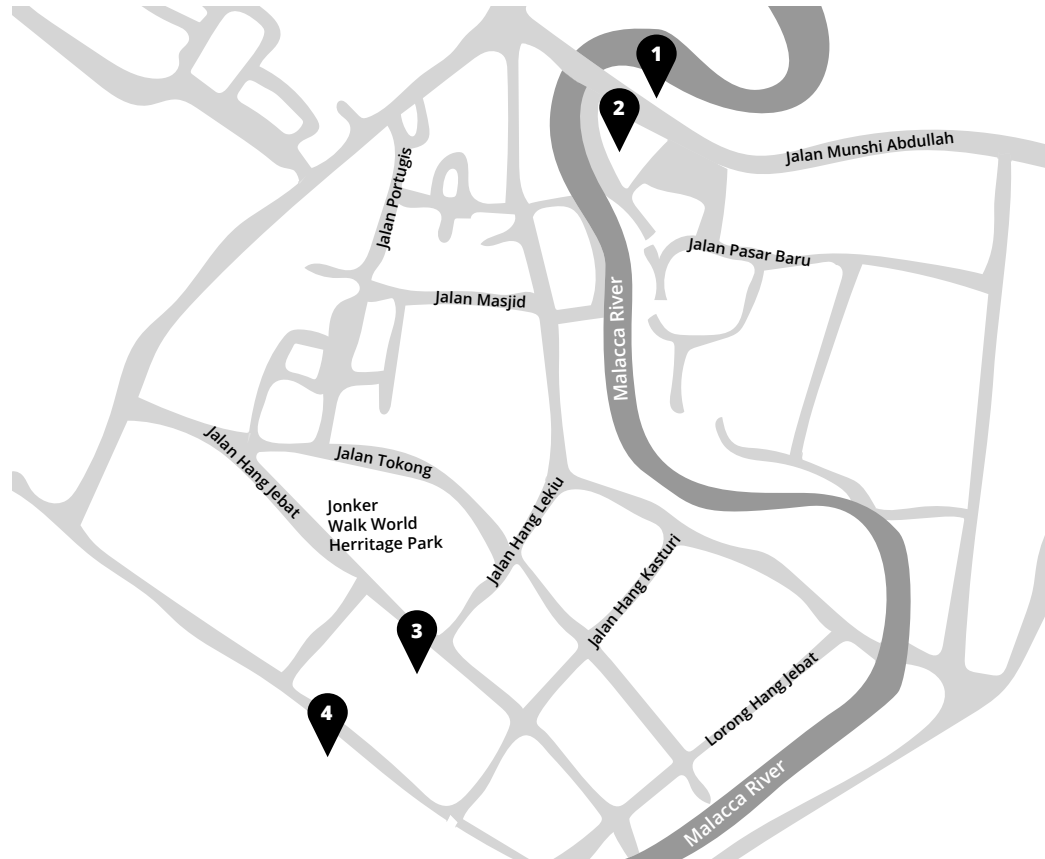 1
2
Jalan Munshi Abdullah
Jalan Portugis
Jalan Pasar Baru
Jalan Masjid
Malacca River
Jalan Hang Jebat
Jalan Tokong
Jonker
Walk World
Herritage Park
Jalan Hang Lekiu
Jalan Hang Kasturi
3
Lorong Hang Jebat
4
Malacca River